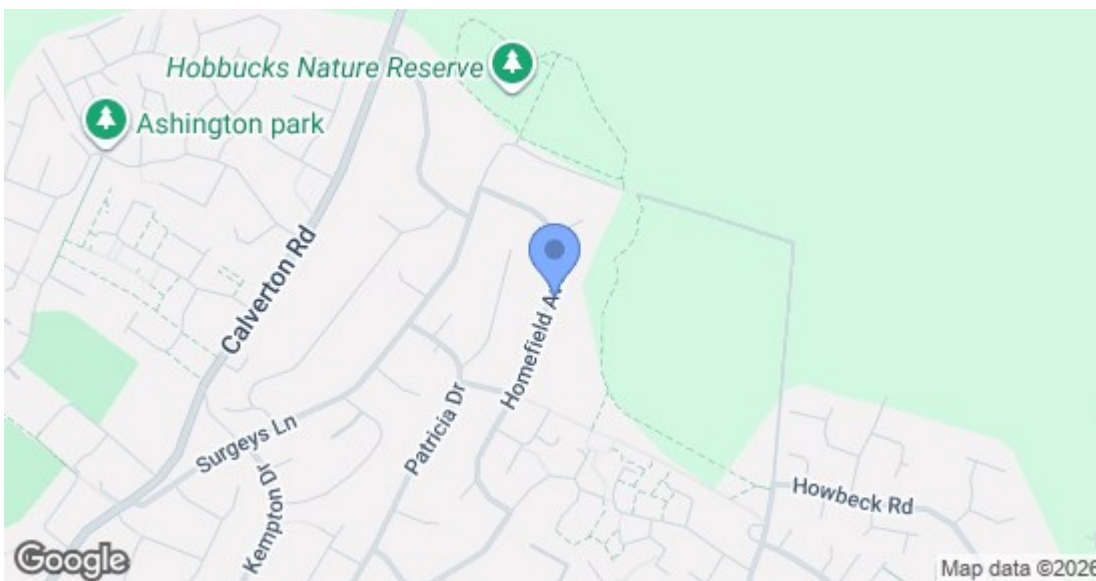 Hobbucks Nature Reserve
Ashington park
Calverton Rd
Homefield A
Patricia Dr
Surgeys Ln
Kempton Dr
Howbeck Rd
Google
Map data ©2026